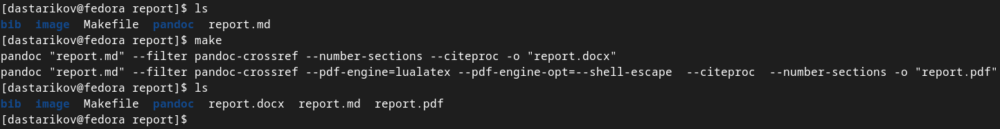 [dastarikov@fedora report]$ ls
bib  image  Makefile  pandoc  report.md
[dastarikov@fedora report]$ make
pandoc "report.md" --filter pandoc-crossref --number-sections --citeproc -o "report.docx"
pandoc "report.md" --filter pandoc-crossref --pdf-engine=lualatex --pdf-engine-opt=--shell-escape  --citeproc  --number-sections -o "report.pdf"
[dastarikov@fedora report]$ ls
bib  image  Makefile  pandoc  report.docx  report.md  report.pdf
[dastarikov@fedora report]$